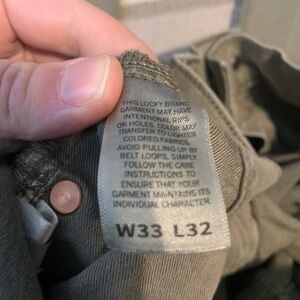 THIS LUCKY BRAND
GARMENT MAY HAVE
INTENTIONAL RIPS
OR HOLES. COLOR MAY
TRANSFER TO LIGHTER
COLORED FABRICS.
AVOID PULLING UP BY
BELT LOOPS, SIMPLY
FOLLOW THE CARE
INSTRUCTIONS TO
ENSURE THAT YOUR
GARMENT MAINTAINS ITS
INDIVIDUAL CHARACTER.
W33 L32